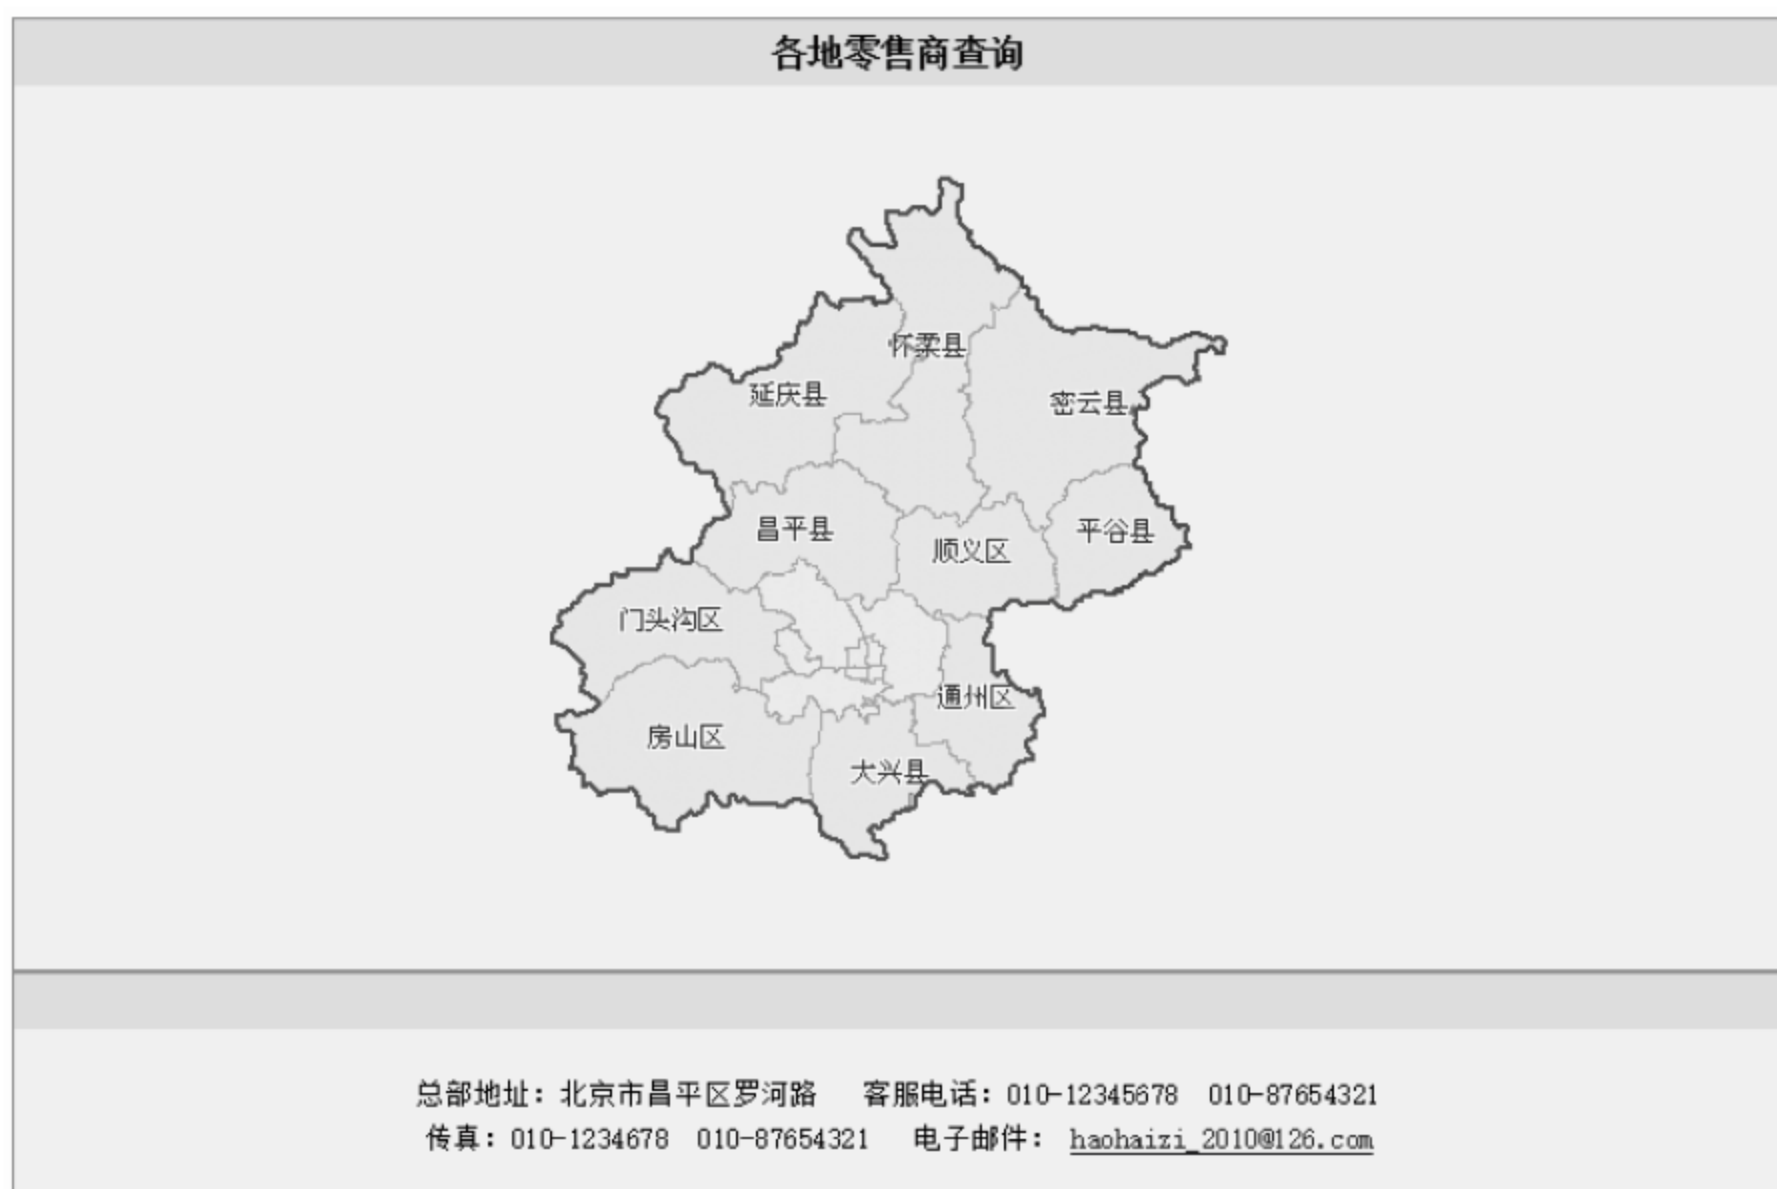 各地零售商查询
怀柔县
延庆县
密云县
昌平县
平谷县
顺义区
门头沟区
通州区
房山区
大兴县
总部地址：北京市昌平区罗河路 客服电话：010-12345678 010-87654321
传真：010-1234678 010-87654321 电子邮件： haohaizi_2010@126.com